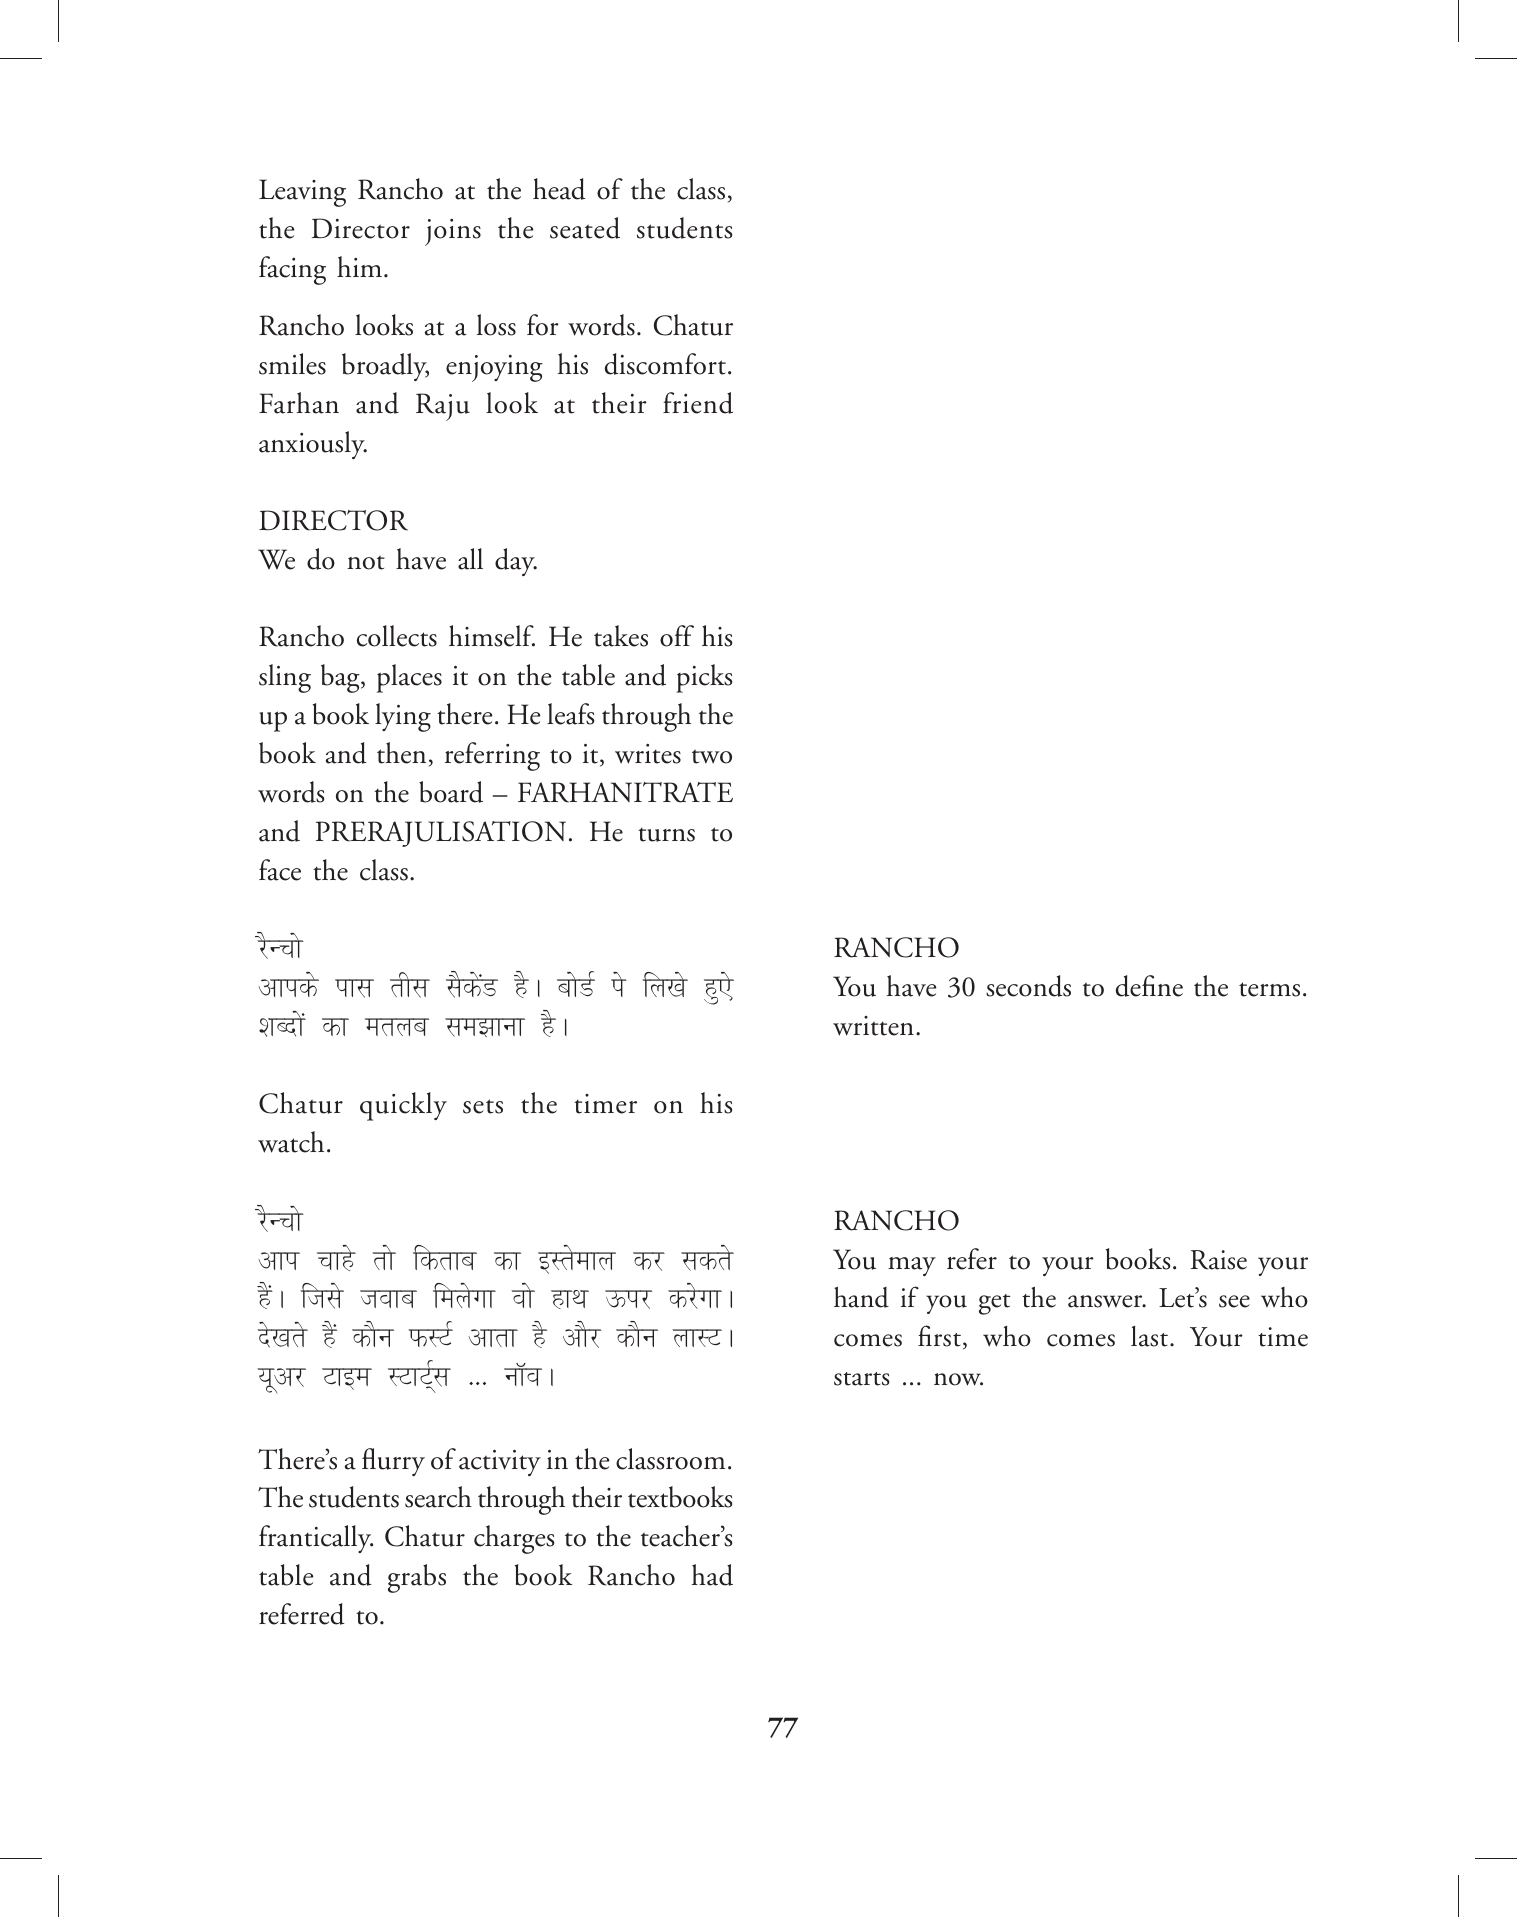 Leaving Rancho at the head of the class,
the Director joins the seated students
facing him.
Rancho looks at a loss for words. Chatur
smiles broadly, enjoying his discomfort.
Farhan and Raju look at their friend
anxiously.
DIRECTOR
We do not have all day.
Rancho collects himself. He takes off his
sling bag, places it on the table and picks
up a book lying there. He leafs through the
book and then, referring to it, writes two
words on the board – FARHANITRATE
and PRERAJULISATION. He turns to
face the class.
रैन्चो
आपके पास तीस सैकेंड है। बोर्ड पे लिखे हुऐ
शब्दों का मतलब समझाना है।
RANCHO
You have 30 seconds to define the terms.
written.
Chatur quickly sets the timer on his
watch.
रैन्चो
आप चाहे तो किताब का इस्तेमाल कर सकते
हैं। जिसे जवाब मिलेगा वो हाथ ऊपर करेगा।
देखते हैं कौन फर्स्ट आता है और कौन लास्ट।
यूअर टाइम स्टार्ट्स ... नॉव।
RANCHO
You may refer to your books. Raise your
hand if you get the answer. Let’s see who
comes first, who comes last. Your time
starts ... now.
There’s a flurry of activity in the classroom.
The students search through their textbooks
frantically. Chatur charges to the teacher’s
table and grabs the book Rancho had
referred to.
77